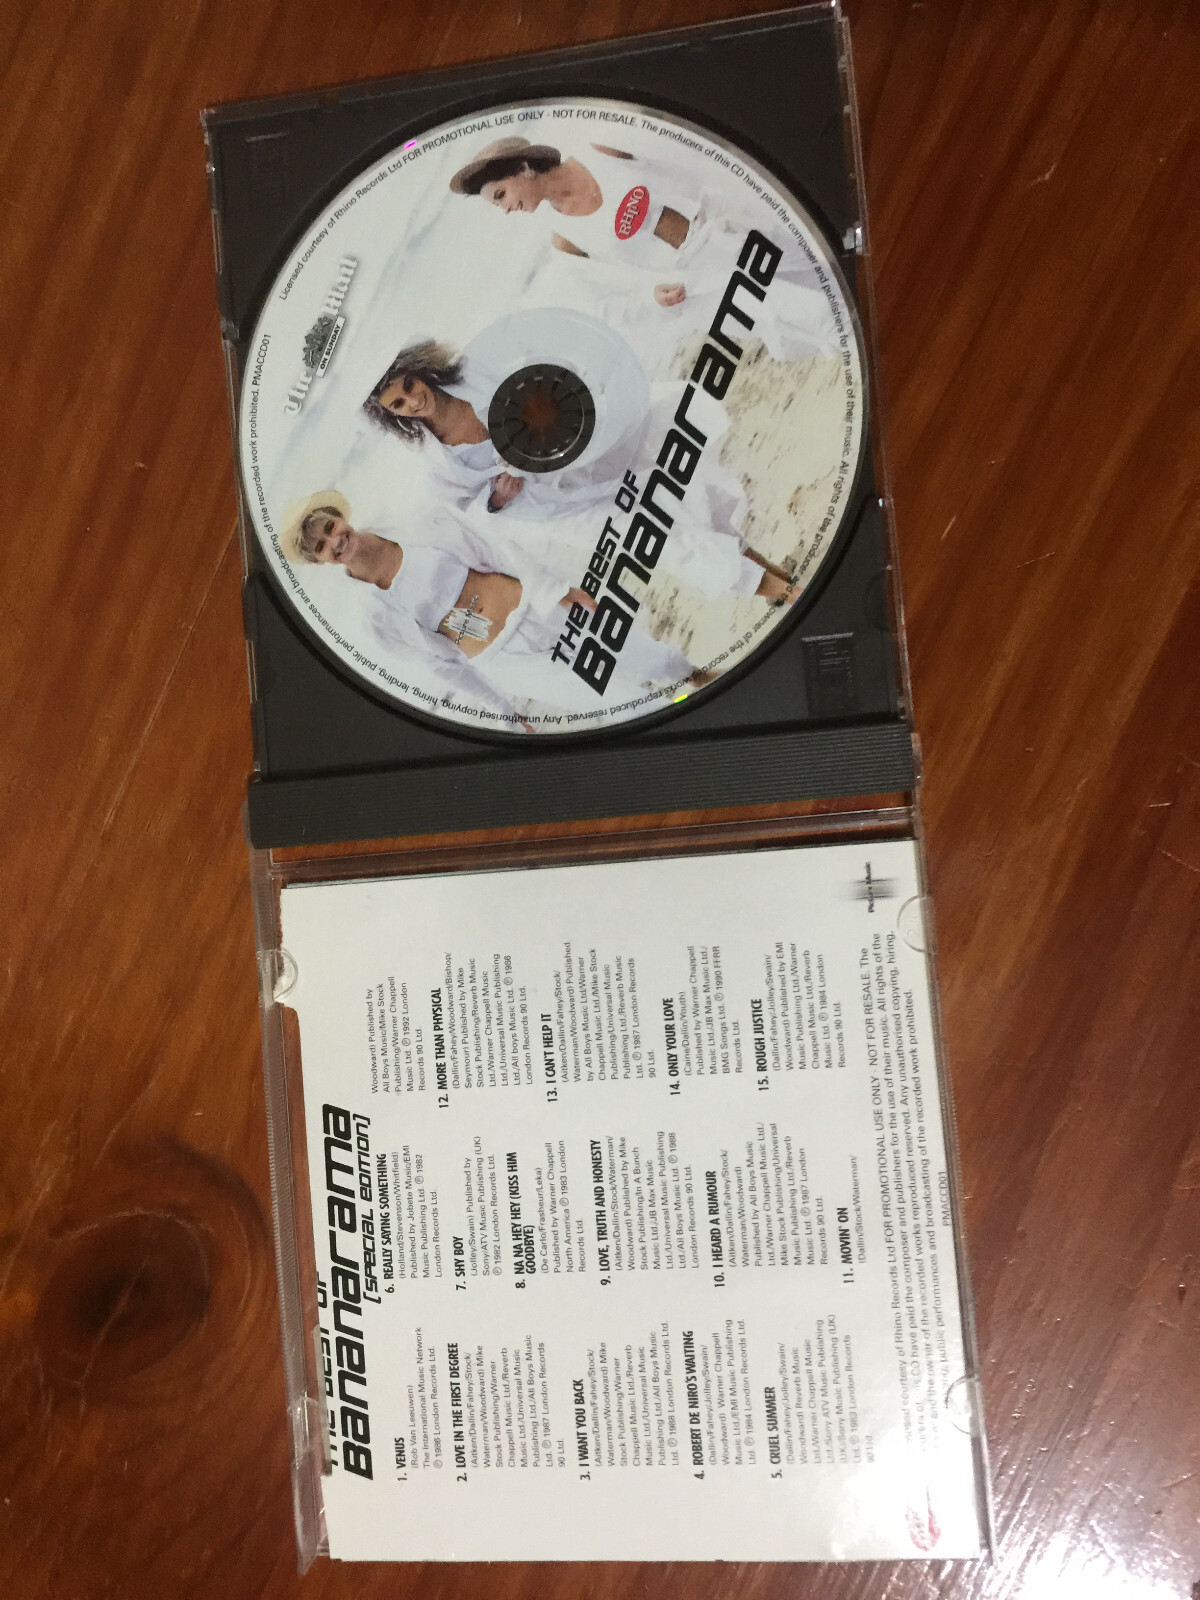 THE BEST OF
Bananarama
[SPECIAL EDITION]
1. VENUS
(Rob Van Leeuwen)
The International Music Network
℗ 1986 London Records Ltd.
2. LOVE IN THE FIRST DEGREE
(Aitken/Dallin/Fahey/Stock/
Waterman/Woodward) Mike
Stock Publishing/Warner
Chappell Music Ltd./Reverb
Music Ltd./Universal Music
Publishing Ltd./All Boys Music
Ltd. ℗ 1987 London Records
90 Ltd.
3. I WANT YOU BACK
(Aitken/Dallin/Fahey/Stock/
Waterman/Woodward) Mike
Stock Publishing/Warner
Chappell Music Ltd./Reverb
Music Ltd./Universal Music
Publishing Ltd./All Boys Music
Ltd. ℗ 1988 London Records Ltd.
4. ROBERT DE NIRO'S WAITING
(Dallin/Fahey/Jolley/Swain/
Woodward) Warner Chappell
Music Ltd./EMI Music Publishing
Ltd. ℗ 1984 London Records Ltd.
5. CRUEL SUMMER
(Dallin/Fahey/Jolley/Swain/
Woodward) Reverb Music
Ltd./Warner Chappell Music
Ltd./Sony ATV Music Publishing
(UK)/Sony Music Publishing (UK)
Ltd. ℗ 1983 London Records
90 Ltd.
6. REALLY SAYING SOMETHING
(Holland/Stevenson/Whitfield)
Published by Jobete Music/EMI
Music Publishing Ltd. ℗ 1982
London Records Ltd.
7. SHY BOY
(Jolley/Swain) Published by
Sony/ATV Music Publishing (UK)
℗ 1982 London Records Ltd.
8. NA NA HEY HEY (KISS HIM
GOODBYE)
(De Carlo/Frashuer/Leka)
Published by Warner Chappell
North America ℗ 1983 London
Records Ltd.
9. LOVE, TRUTH AND HONESTY
(Aitken/Dallin/Stock/Waterman/
Woodward) Published by Mike
Stock Publishing/In A Bunch
Music Ltd./JB Max Music
Ltd./Universal Music Publishing
Ltd./All Boys Music Ltd ℗ 1988
London Records 90 Ltd.
10. I HEARD A RUMOUR
(Aitken/Dallin/Fahey/Stock/
Waterman/Woodward)
Published by All Boys Music
Ltd./Warner Chappell Music Ltd./
Mike Stock Publishing/Universal
Music Publishing Ltd./Reverb
Music Ltd. ℗ 1987 London
Records 90 Ltd.
11. MOVIN' ON
(Dallin/Stock/Waterman/
Woodward) Published by
All Boys Music/Mike Stock
Publishing/Warner Chappell
Music Ltd ℗ 1992 London
Records 90 Ltd.
12. MORE THAN PHYSICAL
(Dallin/Fahey/Woodward/Bishop/
Seymour) Published by Mike
Stock Publishing/Reverb Music
Ltd./Warner Chappell Music
Ltd./Universal Music Publishing
Ltd./All boys Music Ltd. ℗ 1986
London Records 90 Ltd.
13. I CAN'T HELP IT
(Aitken/Dallin/Fahey/Stock/
Waterman/Woodward) Published
by All Boys Music Ltd/Warner
Chappell Music Ltd./Mike Stock
Publishing/Universal Music
Publishing Ltd./Reverb Music
Ltd. ℗ 1987 London Records
90 Ltd.
14. ONLY YOUR LOVE
(Caine/Dallin/Youth)
Published by Warner Chappell
Music Ltd./JB Max Music Ltd./
BMG Songs Ltd. ℗ 1990 FFRR
Records Ltd.
15. ROUGH JUSTICE
(Dallin/Fahey/Jolley/Swain/
Woodward) Published by EMI
Music Publishing Ltd./Warner
Chappell Music Ltd./Reverb
Music Ltd. ℗ 1984 London
Records 90 Ltd.
courtesy of Rhino Records Ltd FOR PROMOTIONAL USE ONLY - NOT FOR RESALE. The
have paid the composer and publishers for the use of their music. All rights of the
and the owner of the recorded works reproduced reserved. Any unauthorised copying, hiring,
public performances and broadcasting of the recorded work prohibited.
PMACCD01
Picture Music
The Mail
ON SUNDAY
RHINO
THE BEST OF
Bananarama
Picture Music
Licensed courtesy of Rhino Records Ltd FOR PROMOTIONAL USE ONLY - NOT FOR RESALE. The producers of this CD have paid the composer and publishers for the use of their music. All rights of the producer and the owner of the recorded works reproduced reserved. Any unauthorised copying, hiring, lending, public performances and broadcasting of the recorded work prohibited. PMACCD01